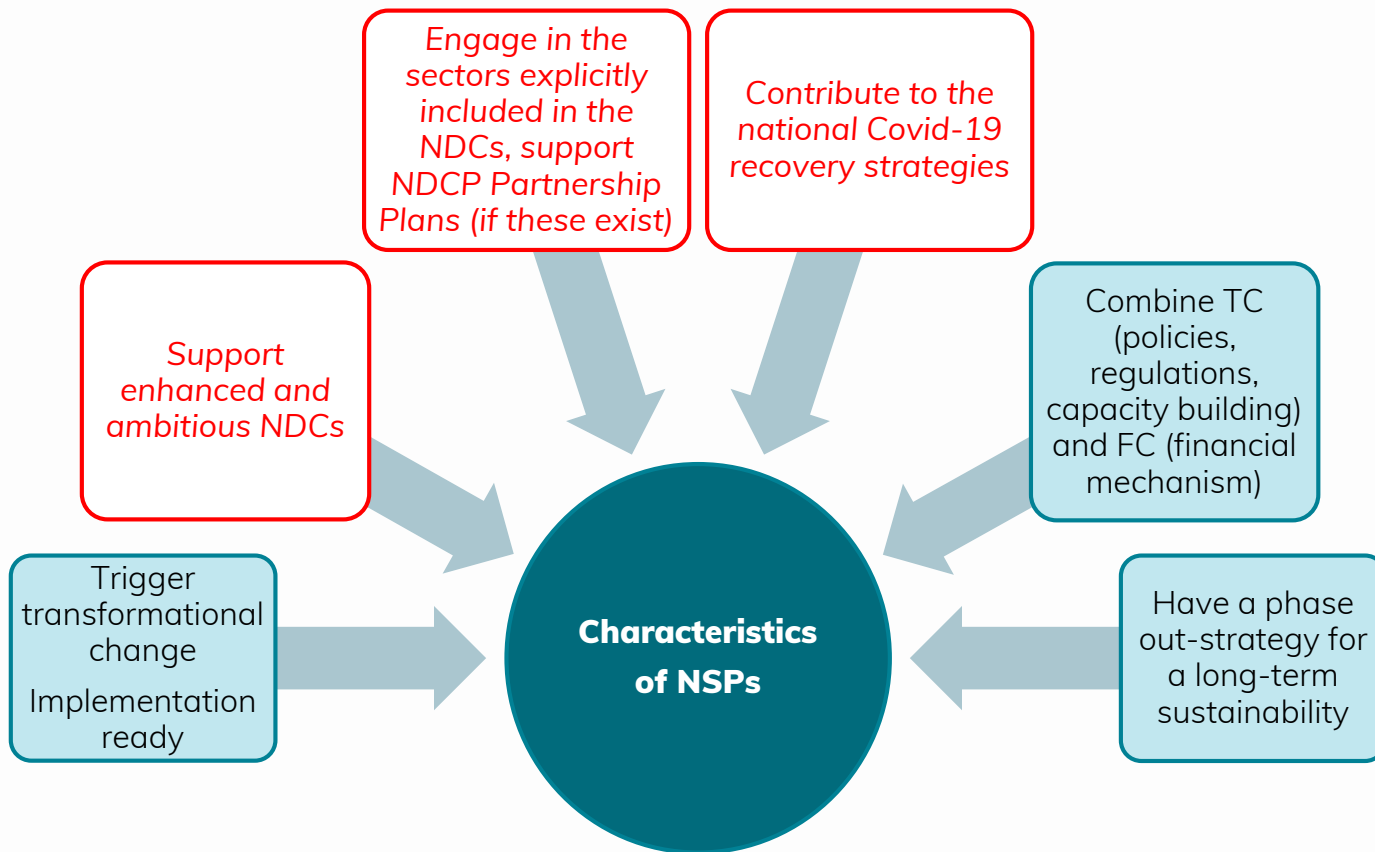 Engage in the
sectors explicitly
included in the
NDCs, support
NDCP Partnership
Plans (if these exist)
Contribute to the
national Covid-19
recovery strategies
Support
enhanced and
ambitious NDCs
Combine TC
(policies,
regulations,
capacity building)
and FC (financial
mechanism)
Trigger
transformational
change
Implementation
ready
Characteristics
of NSPs
Have a phase
out-strategy for
a long-term
sustainability